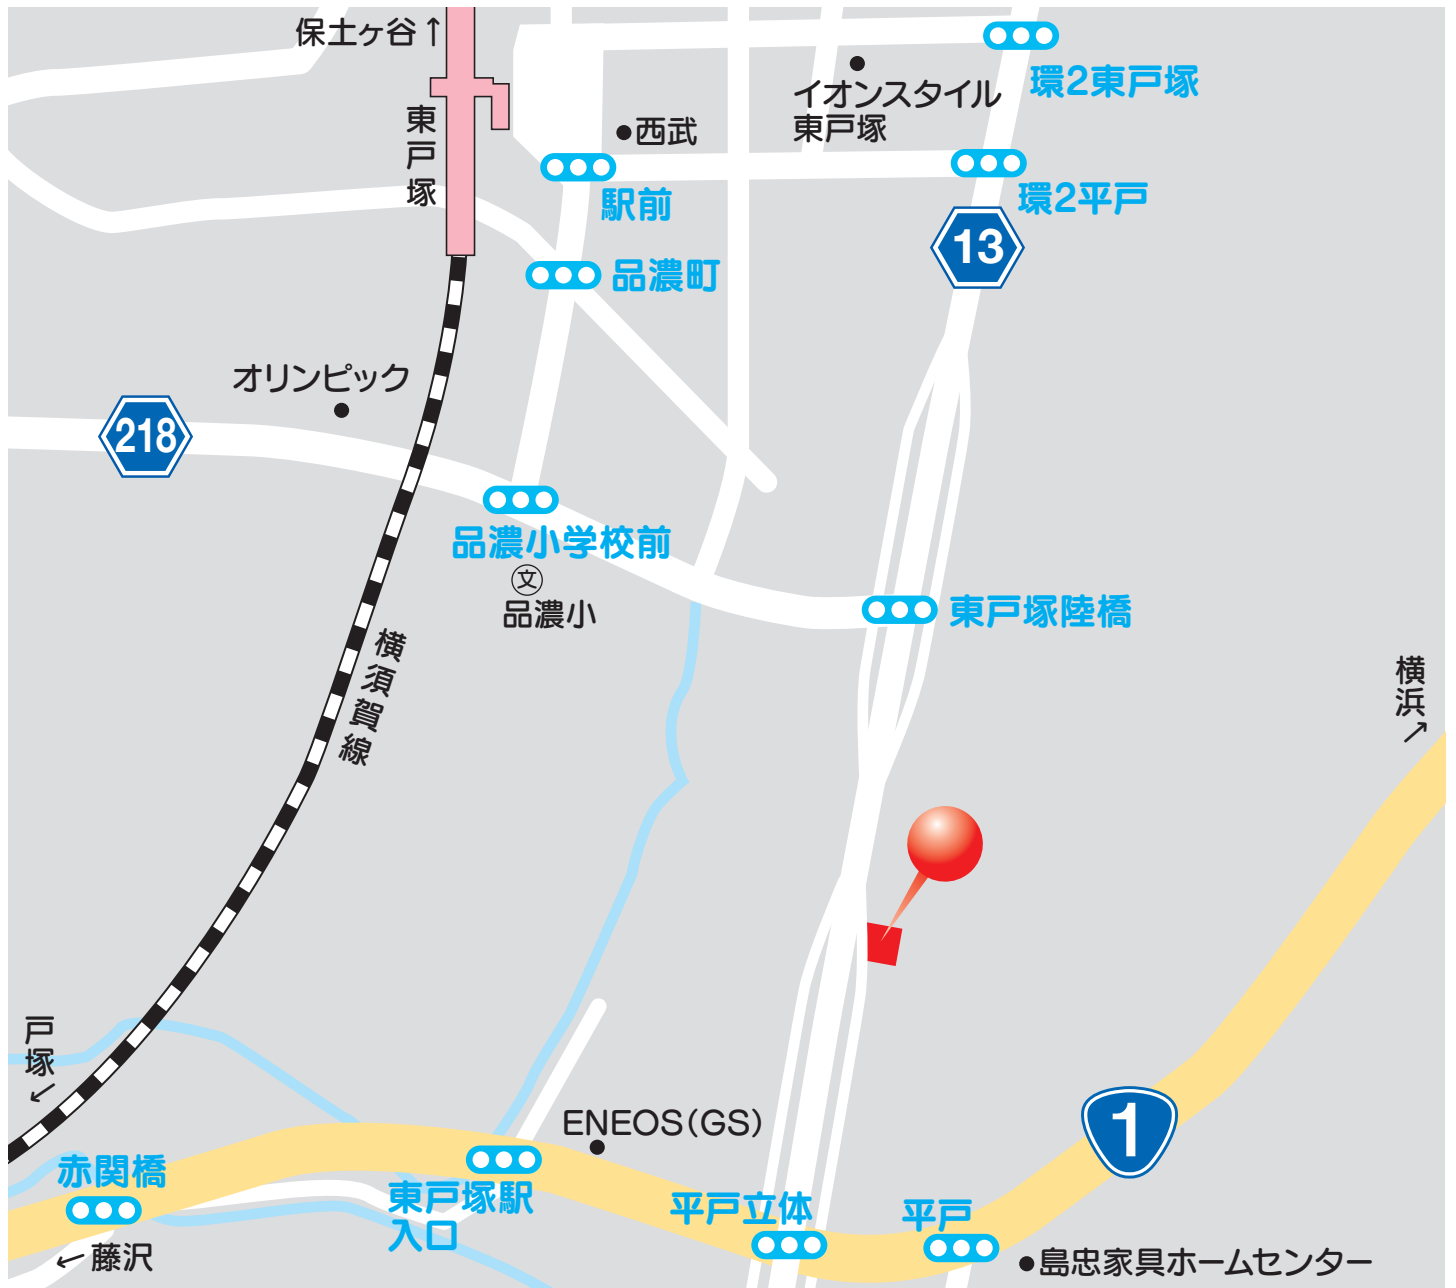 保土ヶ谷↑
環2東戸塚
イオンスタイル
東戸塚
東戸塚
西武
環2平戸
駅前
13
品濃町
オリンピック
218
品濃小学校前
文
品濃小
東戸塚陸橋
横須賀線
横浜↗
戸塚↙
ENEOS(GS)
1
赤関橋
東戸塚駅
入口
平戸立体
平戸
←藤沢
島忠家具ホームセンター